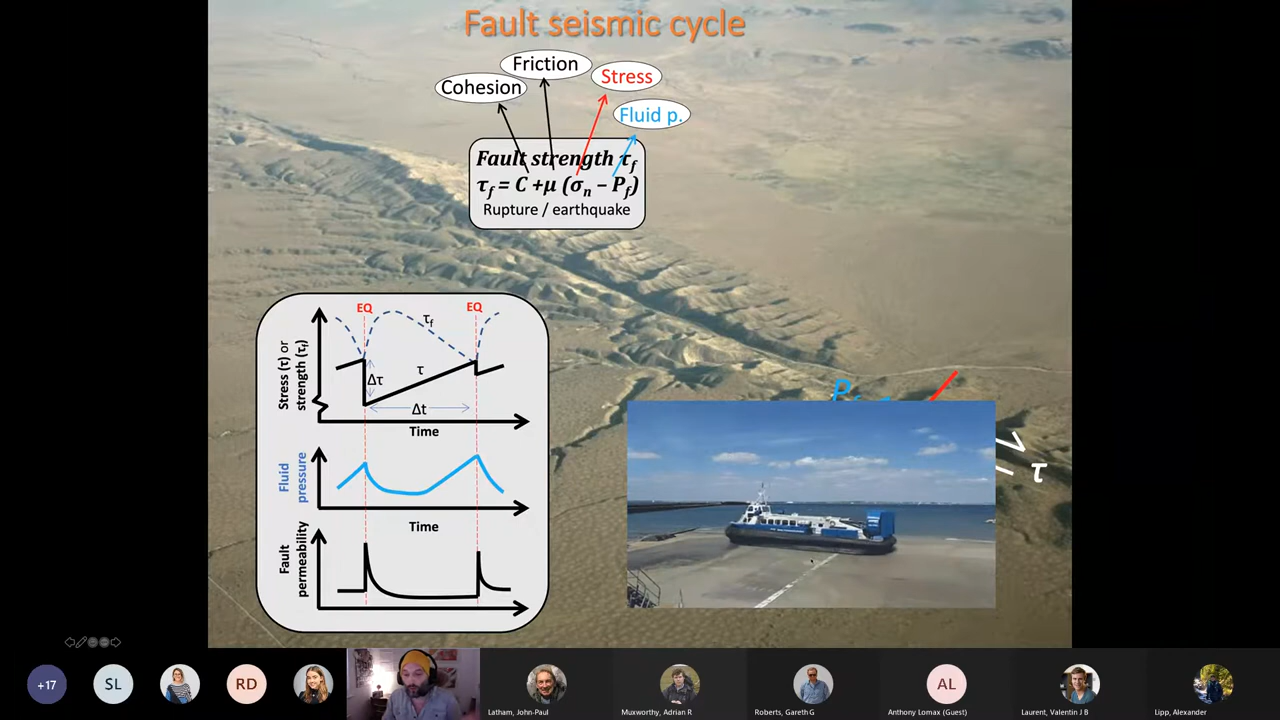 Fault seismic cycle
Friction
Cohesion
Stress
Fluid p.
Fault strength τf
τf = C +μ (σn − Pf)
Rupture / earthquake
EQ
EQ
τf
Stress (τ) or
strength (τf)
τ
Δτ
Δt
Time
Fluid
pressure
Time
Fault
permeability
τ
+17
SL
RD
Latham, John-Paul
Muxworthy, Adrian R
Roberts, Gareth G
AL
Anthony Lomax (Guest)
Laurent, Valentin J B
Lipp, Alexander